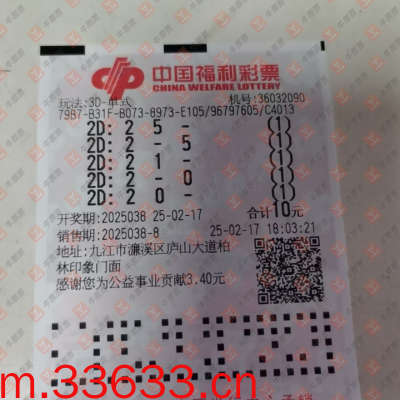 中国福利彩票
CHINA WELFARE LOTTERY
玩法:3D-单式 机号:36032090
7987-B31F-B073-8973-E105/96797605/C4013
2D: 2 5 - (1)
2D: 2 - 5 (1)
2D: 2 1 - (1)
2D: 2 - 0 (1)
2D: 2 0 - (1)
开奖期:2025038 25-02-17 合计10元
销售期:2025038-8 25-02-17 18:03:21
地址:九江市濂溪区庐山大道柏
林印象门面
感谢您为公益事业贡献3.40元
m.33633.cn